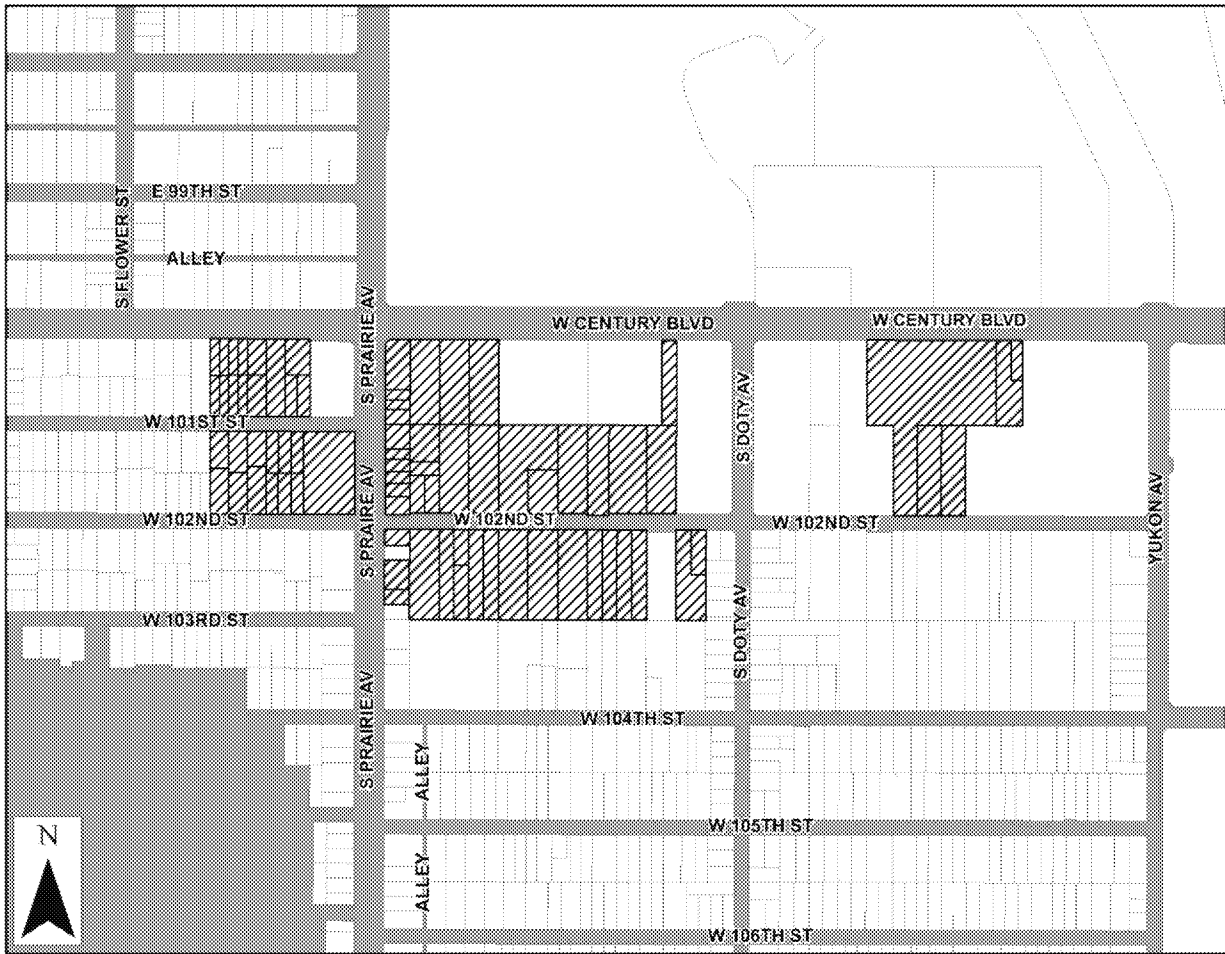 E 99TH ST
S FLOWER ST
ALLEY
S PRAIRIE AV
W CENTURY BLVD
W CENTURY BLVD
W 101ST ST
S DOTY AV
S PRAIRE AV
YUKON AV
W 102ND ST
W 102ND ST
W 102ND ST
W 103RD ST
S DOTY AV
S PRAIRIE AV
W 104TH ST
ALLEY
W 105TH ST
N
ALLEY
W 106TH ST